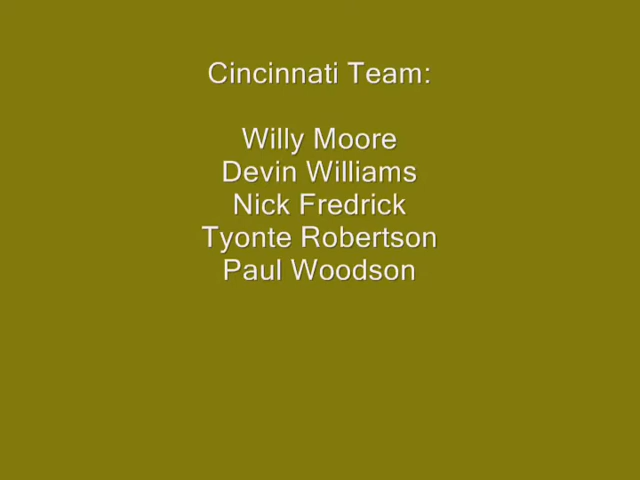 Cincinnati Team:
Willy Moore
Devin Williams
Nick Fredrick
Tyonte Robertson
Paul Woodson